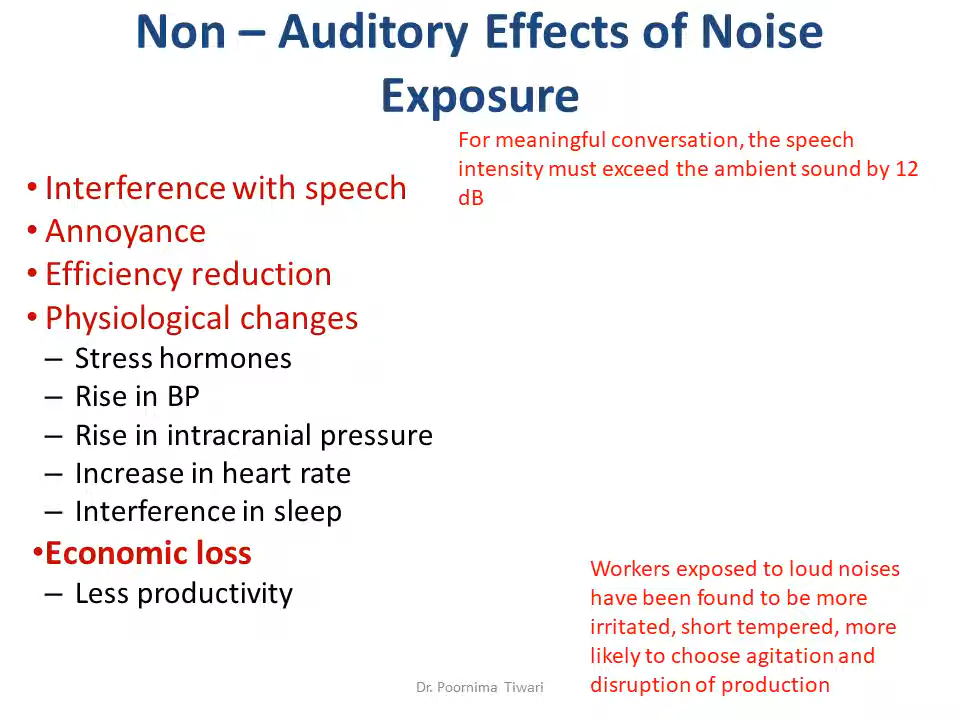 Non – Auditory Effects of Noise
Exposure
For meaningful conversation, the speech
intensity must exceed the ambient sound by 12
dB
• Interference with speech
• Annoyance
• Efficiency reduction
• Physiological changes
– Stress hormones
– Rise in BP
– Rise in intracranial pressure
– Increase in heart rate
– Interference in sleep
•Economic loss
– Less productivity
Workers exposed to loud noises
have been found to be more
irritated, short tempered, more
likely to choose agitation and
disruption of production
Dr. Poornima Tiwari